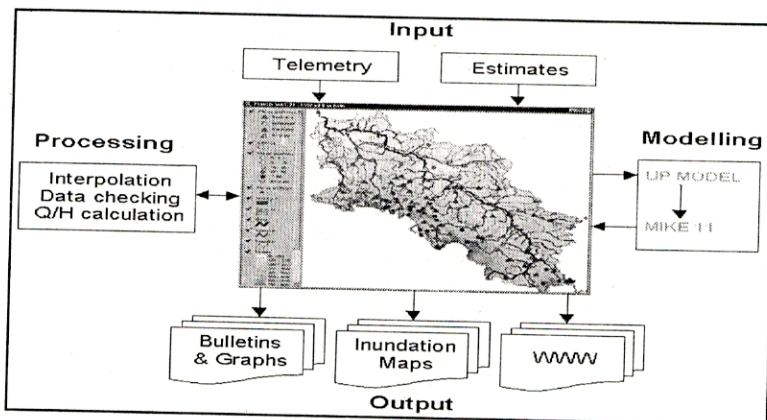 Input
Telemetry
Estimates
Processing
Interpolation
Data checking
Q/H calculation
Modelling
UP MODEL
MIKE 11
Bulletins
& Graphs
Inundation
Maps
WWW
Output